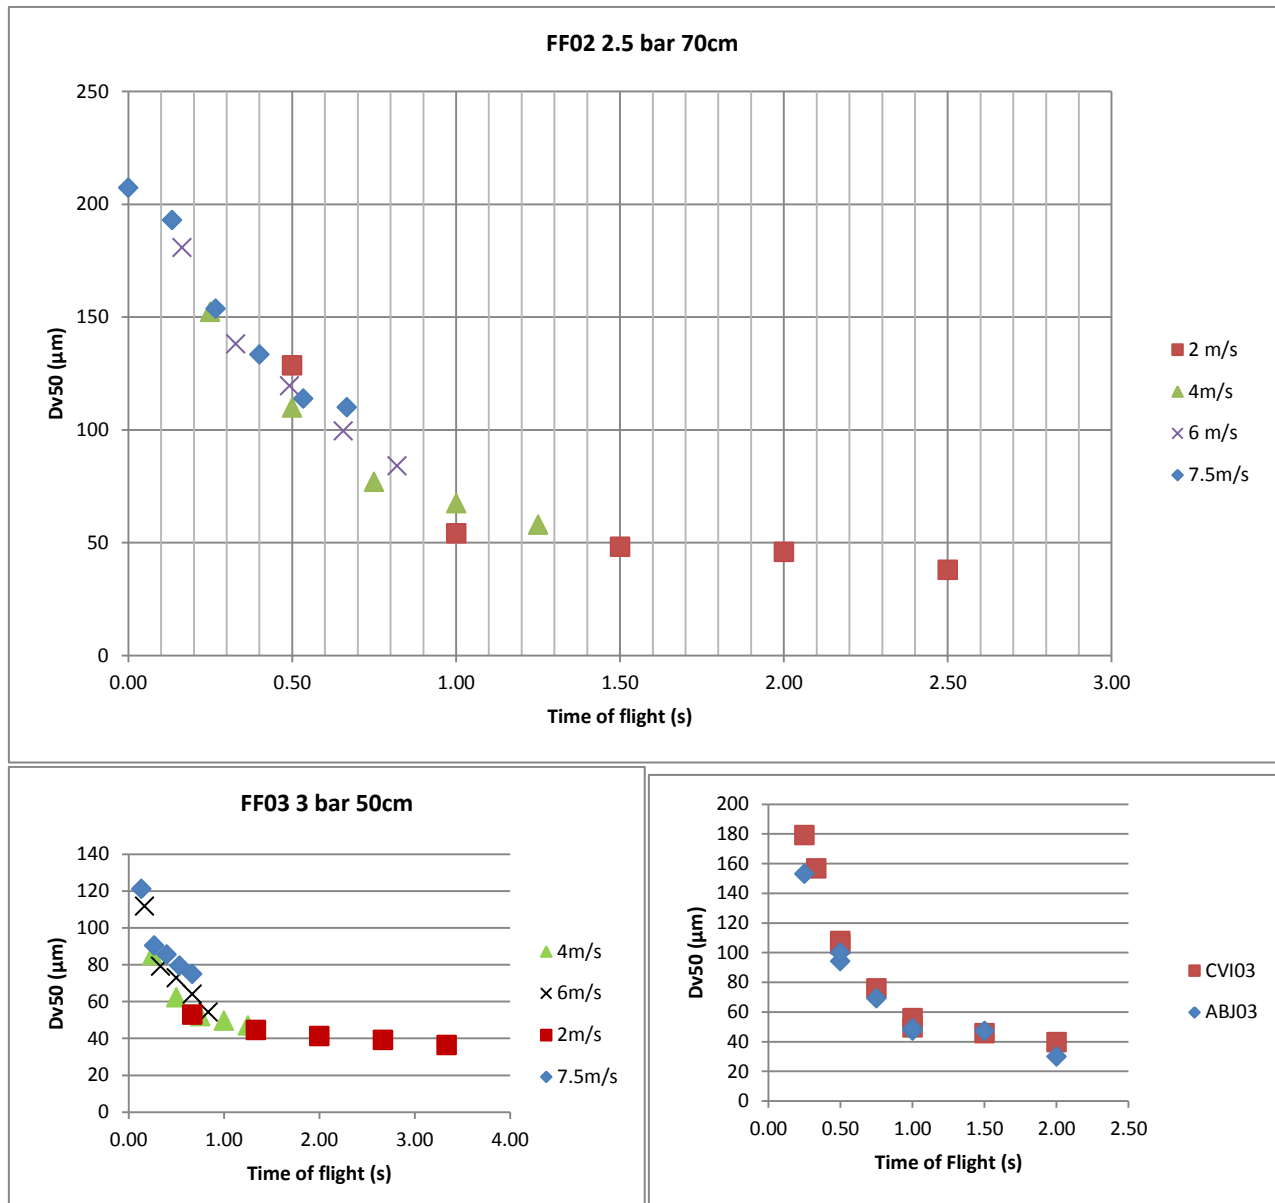 FF02 2.5 bar 70cm
250
200
150
100
50
0
Dv50 (µm)
0.00 0.50 1.00 1.50 2.00 2.50 3.00
Time of flight (s)
2 m/s
4m/s
6 m/s
7.5m/s
FF03 3 bar 50cm
140
120
100
80
60
40
20
0
Dv50 (µm)
0.00 1.00 2.00 3.00 4.00
Time of flight (s)
4m/s
6m/s
2m/s
7.5m/s
200
180
160
140
120
100
80
60
40
20
0
Dv50 (µm)
0.00 0.50 1.00 1.50 2.00 2.50
Time of Flight (s)
CVI03
ABJ03